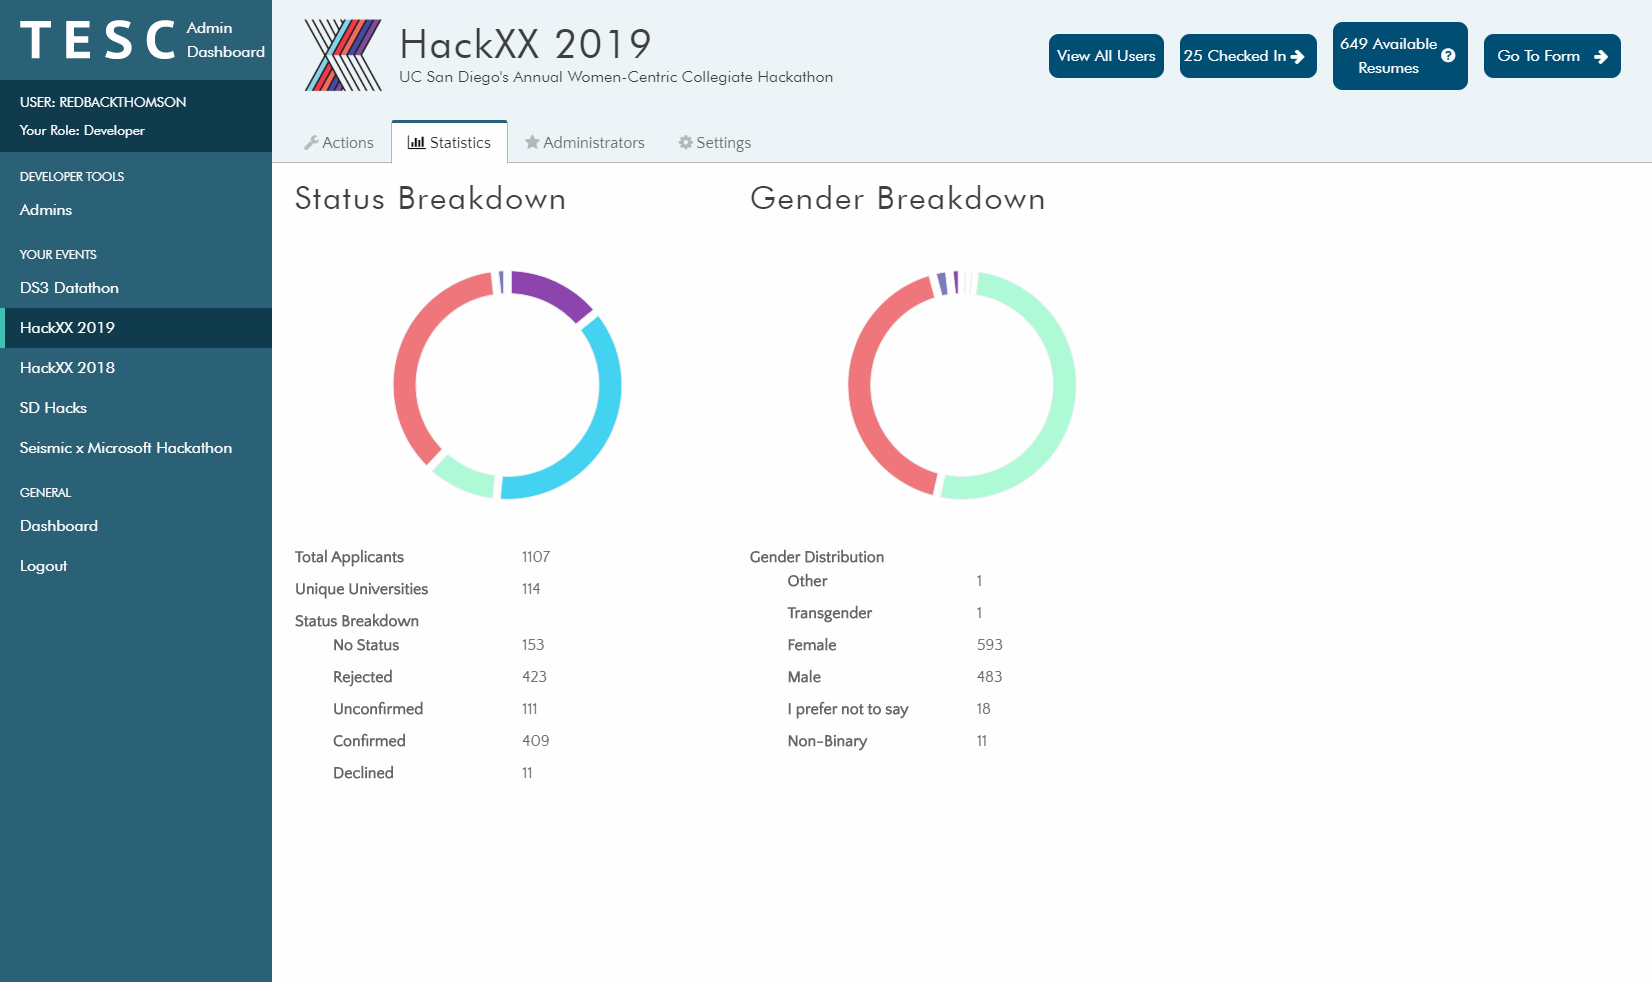 TESC Admin
Dashboard
USER: REDBACKTHOMSON
Your Role: Developer
DEVELOPER TOOLS
Admins
YOUR EVENTS
DS3 Datathon
HackXX 2019
HackXX 2018
SD Hacks
Seismic x Microsoft Hackathon
GENERAL
Dashboard
Logout
HackXX 2019
UC San Diego's Annual Women-Centric Collegiate Hackathon
View All Users
25 Checked In
649 Available
Resumes
Go To Form
Actions
Statistics
Administrators
Settings
Status Breakdown
Total Applicants 1107
Unique Universities 114
Status Breakdown
No Status 153
Rejected 423
Unconfirmed 111
Confirmed 409
Declined 11
Gender Breakdown
Gender Distribution
Other 1
Transgender 1
Female 593
Male 483
I prefer not to say 18
Non-Binary 11